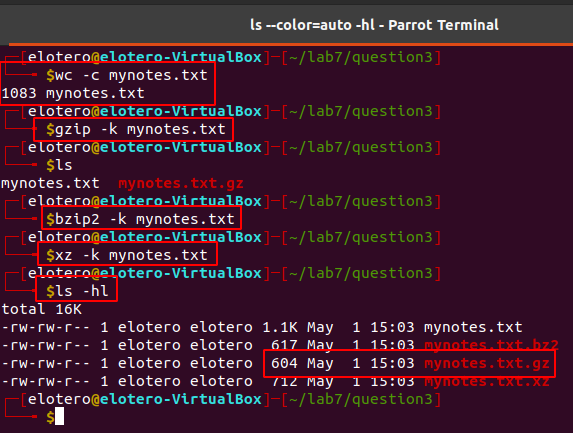 ls --color=auto -hl - Parrot Terminal
┌─[elotero@elotero-VirtualBox]─[~/lab7/question3]
└──╼ $wc -c mynotes.txt
1083 mynotes.txt
┌─[elotero@elotero-VirtualBox]─[~/lab7/question3]
└──╼ $gzip -k mynotes.txt
┌─[elotero@elotero-VirtualBox]─[~/lab7/question3]
└──╼ $ls
mynotes.txt  mynotes.txt.gz
┌─[elotero@elotero-VirtualBox]─[~/lab7/question3]
└──╼ $bzip2 -k mynotes.txt
┌─[elotero@elotero-VirtualBox]─[~/lab7/question3]
└──╼ $xz -k mynotes.txt
┌─[elotero@elotero-VirtualBox]─[~/lab7/question3]
└──╼ $ls -hl
total 16K
-rw-rw-r-- 1 elotero elotero 1.1K May  1 15:03 mynotes.txt
-rw-rw-r-- 1 elotero elotero  617 May  1 15:03 mynotes.txt.bz2
-rw-rw-r-- 1 elotero elotero  604 May  1 15:03 mynotes.txt.gz
-rw-rw-r-- 1 elotero elotero  712 May  1 15:03 mynotes.txt.xz
┌─[elotero@elotero-VirtualBox]─[~/lab7/question3]
└──╼ $